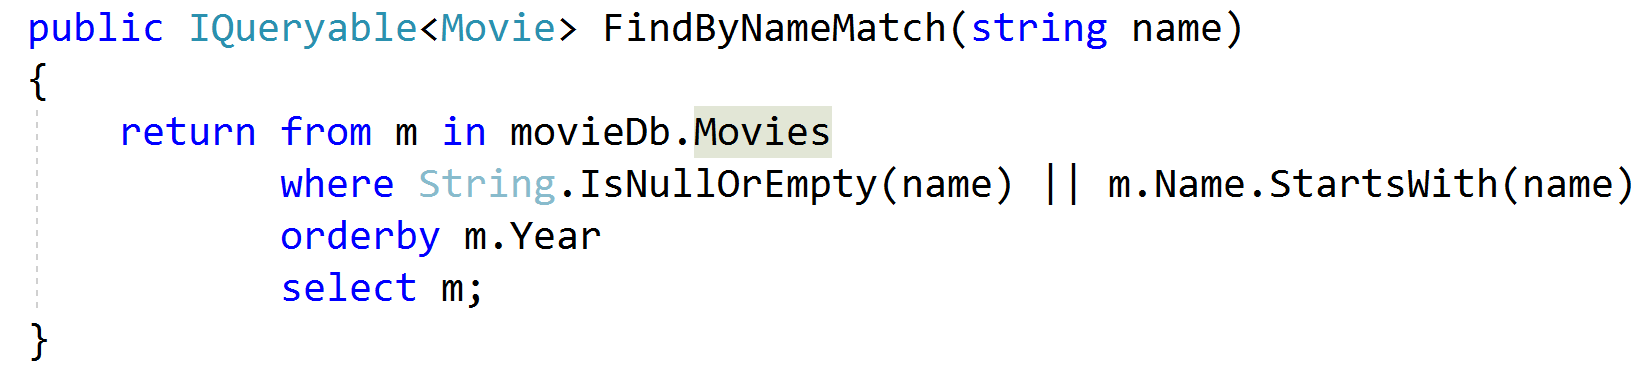 public IQueryable<Movie> FindByNameMatch(string name)
{
    return from m in movieDb.Movies
           where String.IsNullOrEmpty(name) || m.Name.StartsWith(name)
           orderby m.Year
           select m;
}